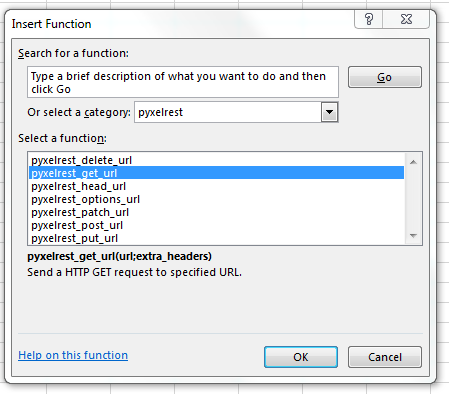 Insert Function
Search for a function:
Type a brief description of what you want to do and then
click Go
Go
Or select a category: pyxelrest
Select a function:
pyxelrest_delete_url
pyxelrest_get_url
pyxelrest_head_url
pyxelrest_options_url
pyxelrest_patch_url
pyxelrest_post_url
pyxelrest_put_url
pyxelrest_get_url(url;extra_headers)
Send a HTTP GET request to specified URL.
Help on this function
OK
Cancel